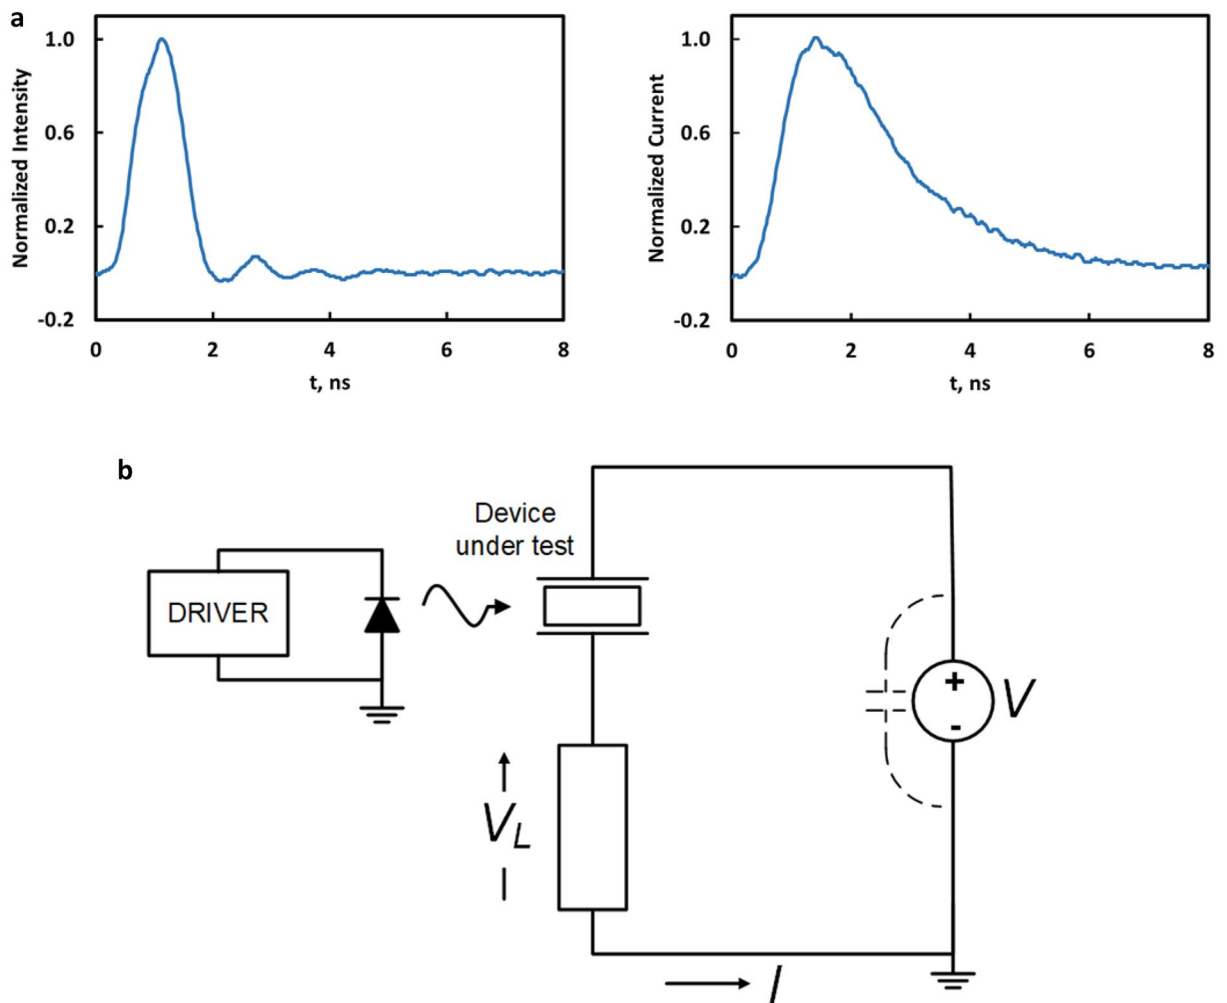 a
Normalized Intensity
1.0
0.6
0.2
-0.2
0
2
4
6
8
t, ns
Normalized Current
1.0
0.6
0.2
-0.2
0
2
4
6
8
t, ns
b
DRIVER
Device
under test
V_L
+
-
V
I